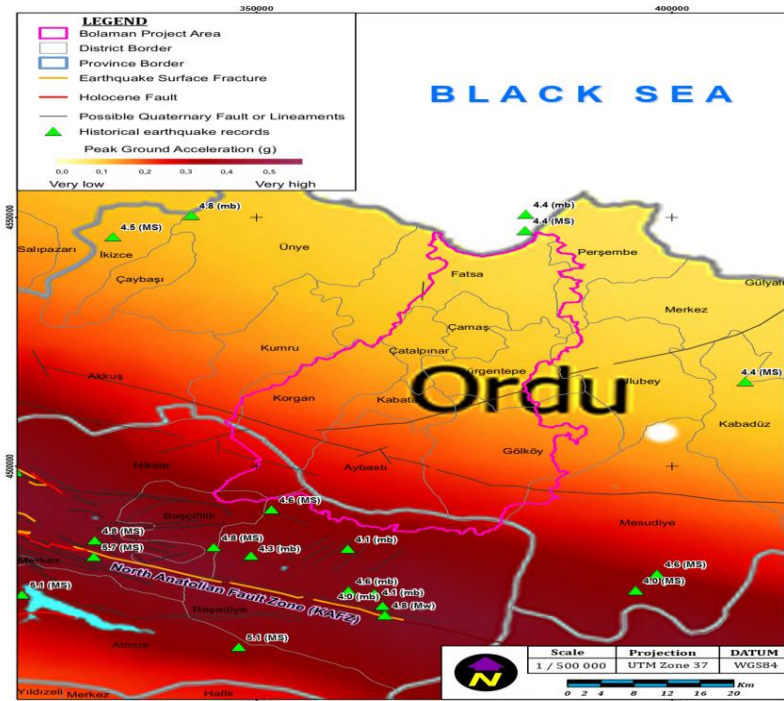 350000
400000
LEGEND
Bolaman Project Area
District Border
Province Border
Earthquake Surface Fracture
Holocene Fault
Possible Quaternary Fault or Lineaments
Historical earthquake records
Peak Ground Acceleration (g)
0,0 0,1 0,2 0,3 0,4 0,5
Very low Very high
BLACK SEA
4550000
4500000
4.8 (mb)
4.5 (MS)
4.4 (mb)
4.4 (MS)
Salıpazarı
İkizce
Ünye
Perşembe
Çaybaşı
Fatsa
Gülyalı
Merkez
Çamaş
Kumru
Çatalpınar
Gürgentepe
Akkuş
Ordu
Ulubey
4.4 (MS)
Korgan
Kabataş
Kabadüz
Gölköy
Niksar
Aybastı
4.6 (MS)
Başçiftlik
Mesudiye
4.8 (MS)
4.8 (MS)
4.1 (mb)
5.7 (MS)
4.3 (mb)
Merkez
4.6 (MS)
North Anatolian Fault Zone (KAFZ)
5.1 (MS)
4.6 (mb)
4.0 (mb)
4.1 (mb)
4.0 (MS)
4.8 (Mw)
Reşadiye
Almus
5.1 (MS)
Yıldızeli
Merkez
Hafik
N
Scale Projection DATUM
1 / 500 000 UTM Zone 37 WGS84
0 2 4 8 12 16 20 Km